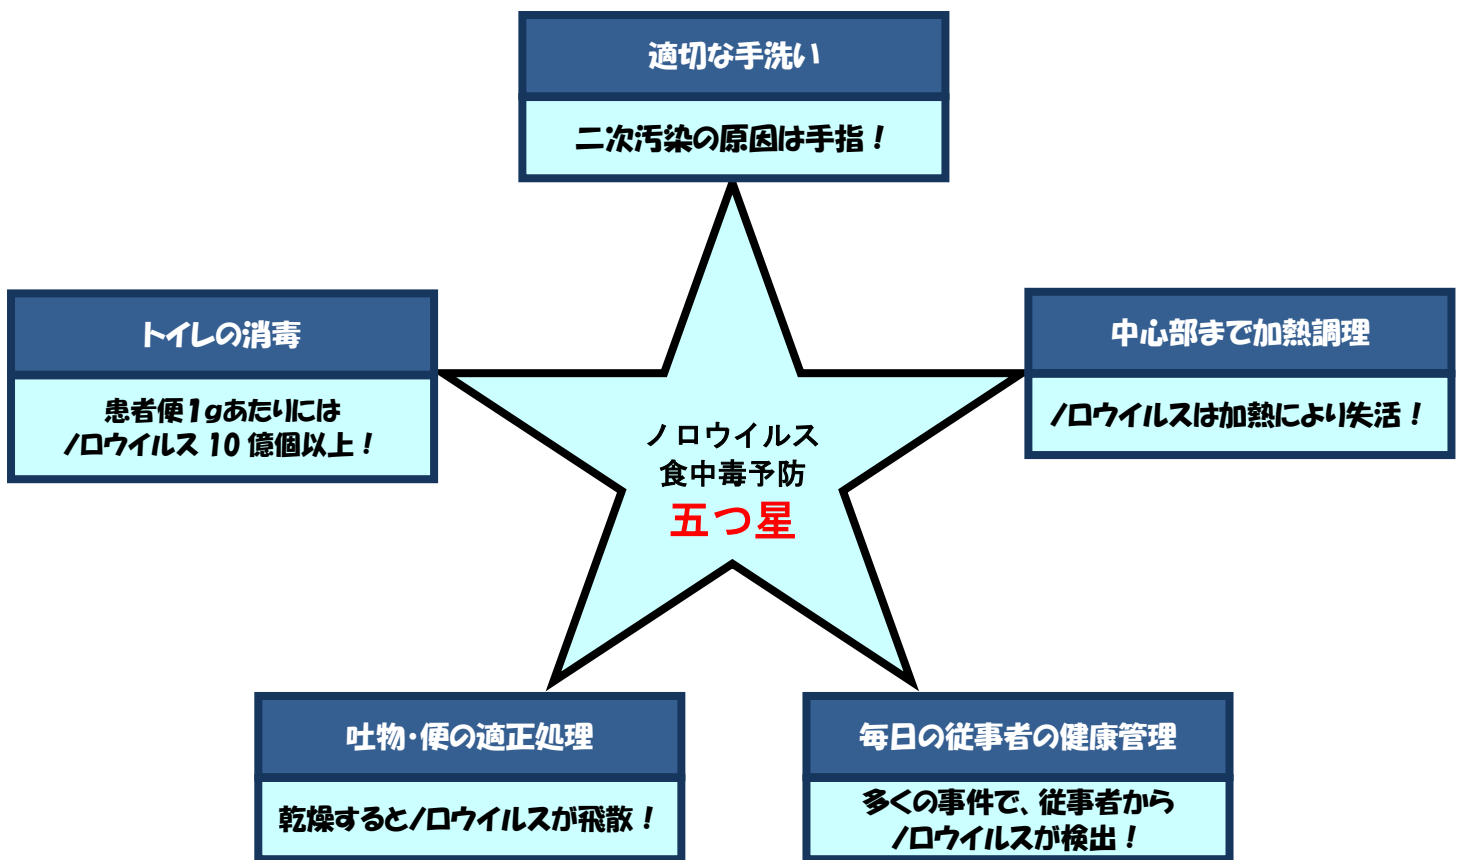 適切な手洗い
二次汚染の原因は手指！
トイレの消毒
患者便1gあたりには
ノロウイルス 10 億個以上！
中心部まで加熱調理
ノロウイルスは加熱により失活！
ノロウイルス
食中毒予防
五つ星
吐物・便の適正処理
乾燥するとノロウイルスが飛散！
毎日の従事者の健康管理
多くの事件で、従事者から
ノロウイルスが検出！